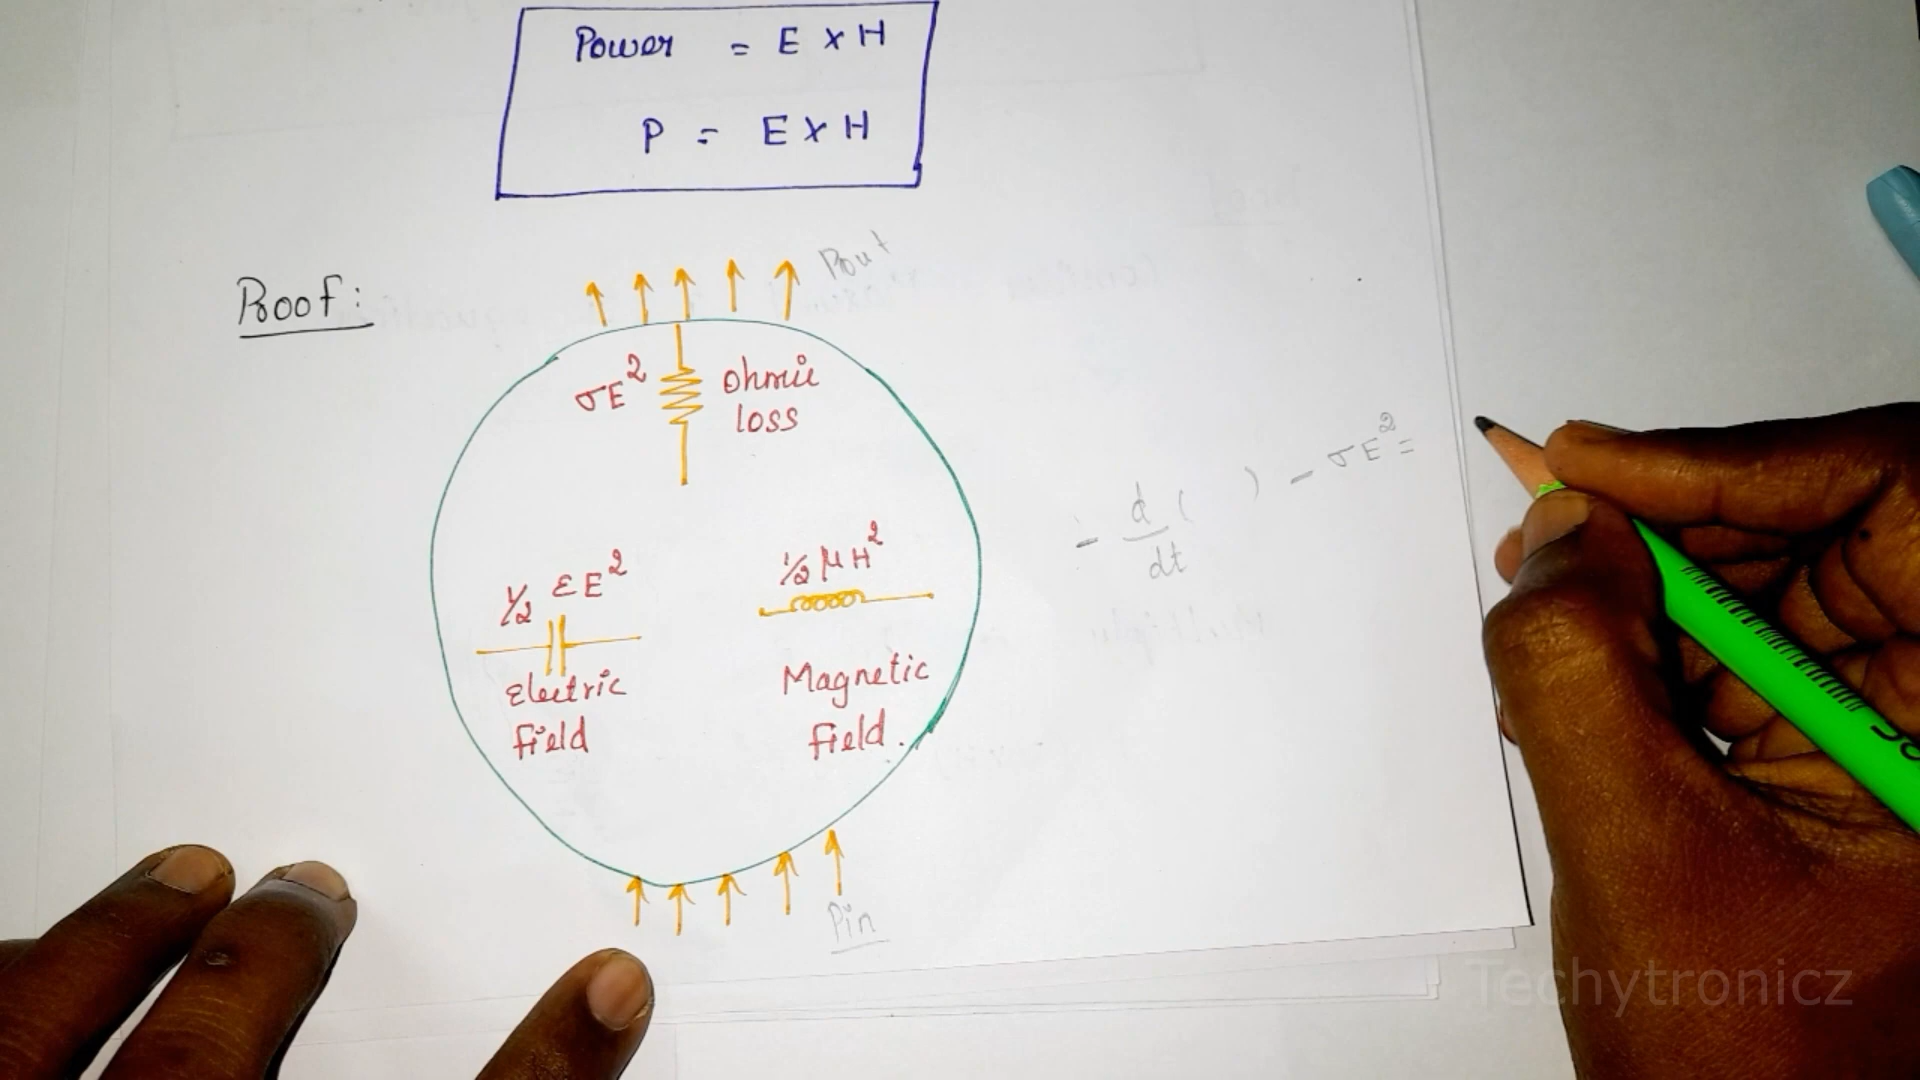 Power = E × H
P = E × H
Pout
Proof:
σE²
ohmic
loss
- d/dt ( ) - σE² =
½ εE²
½ μH²
Electric
field
Magnetic
field.
Pin
Techytronicz